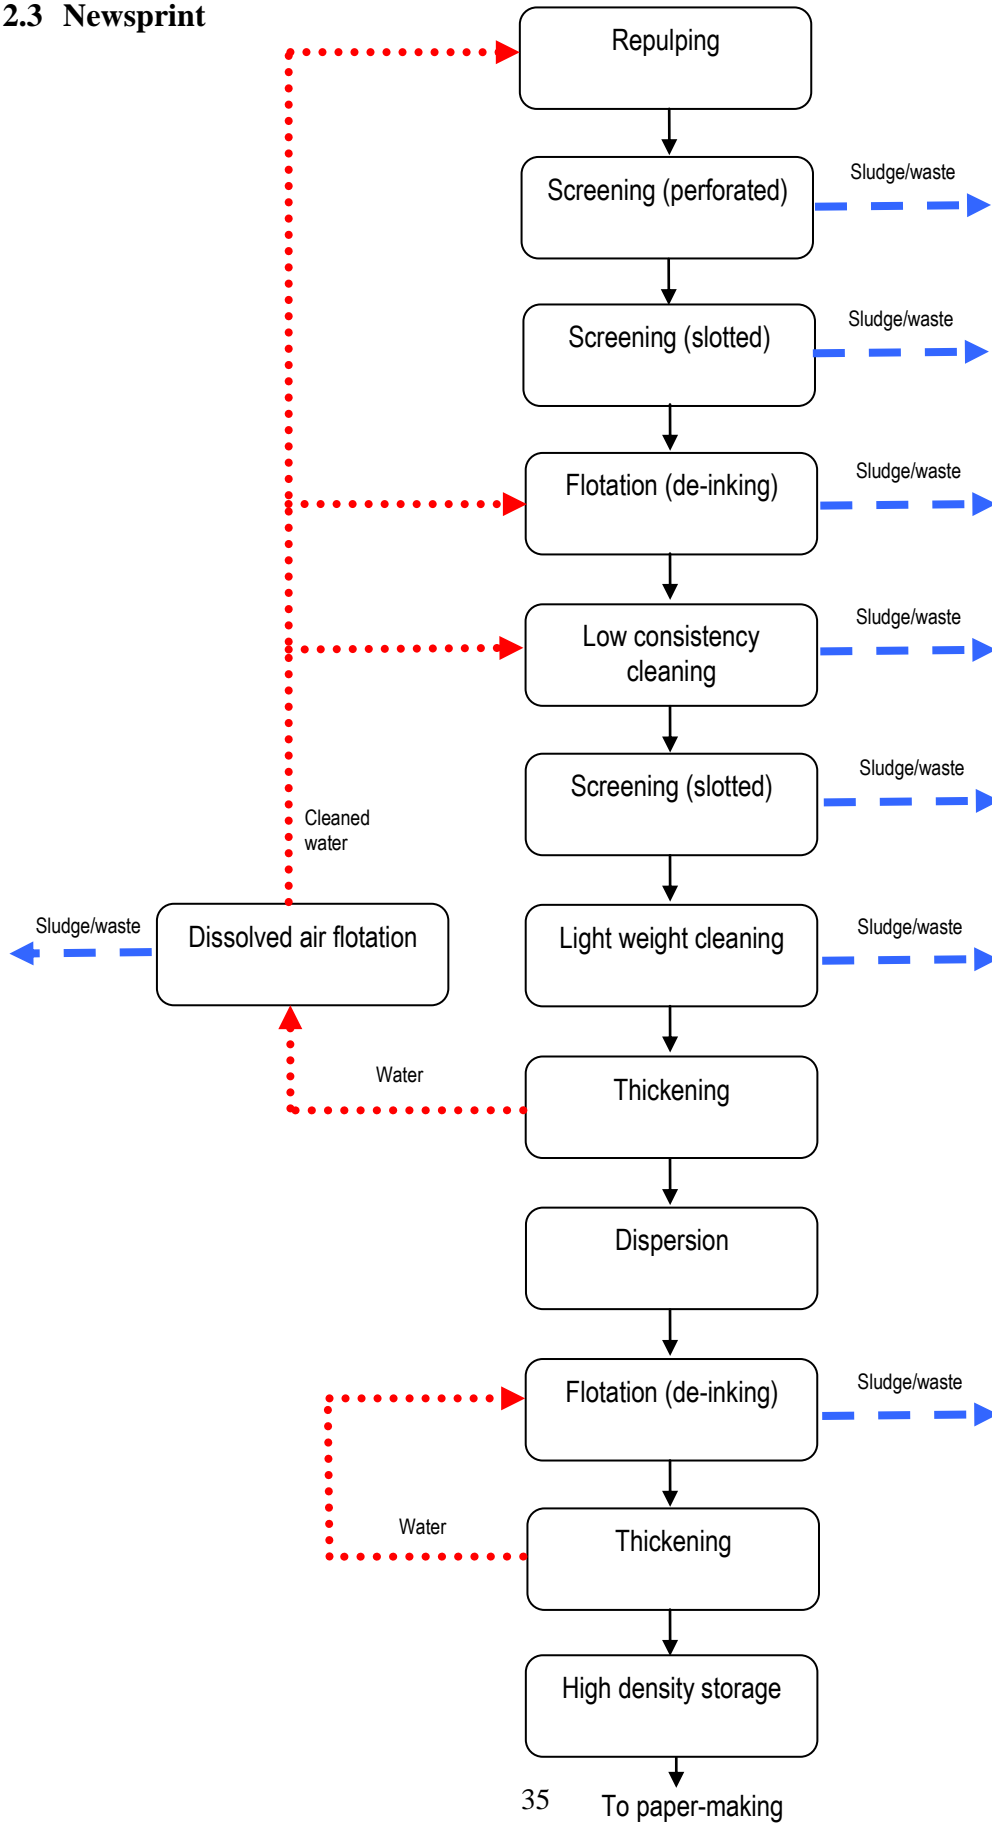 2.3 Newsprint
Repulping
Screening (perforated)
Sludge/waste
Screening (slotted)
Sludge/waste
Flotation (de-inking)
Sludge/waste
Low consistency
cleaning
Sludge/waste
Screening (slotted)
Sludge/waste
Cleaned
water
Sludge/waste
Dissolved air flotation
Light weight cleaning
Sludge/waste
Water
Thickening
Dispersion
Flotation (de-inking)
Sludge/waste
Water
Thickening
High density storage
35
To paper-making